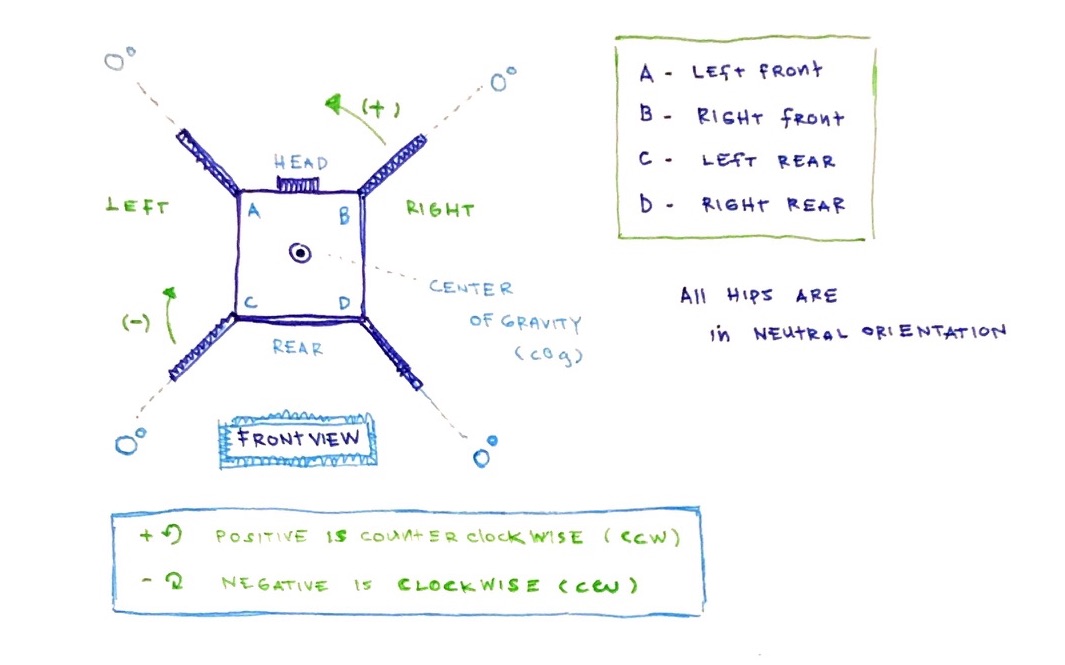 0°
0°
(+)
HEAD
LEFT
A
B
RIGHT
C
D
CENTER
OF GRAVITY
(cog)
(-)
REAR
0°
0°
FRONT VIEW
A - LEFT FRONT
B - RIGHT FRONT
C - LEFT REAR
D - RIGHT REAR
All HIPS ARE
in NEUTRAL ORIENTATION
+ POSITIVE IS COUNTER CLOCKWISE (CCW)
- NEGATIVE IS CLOCKWISE (CCW)